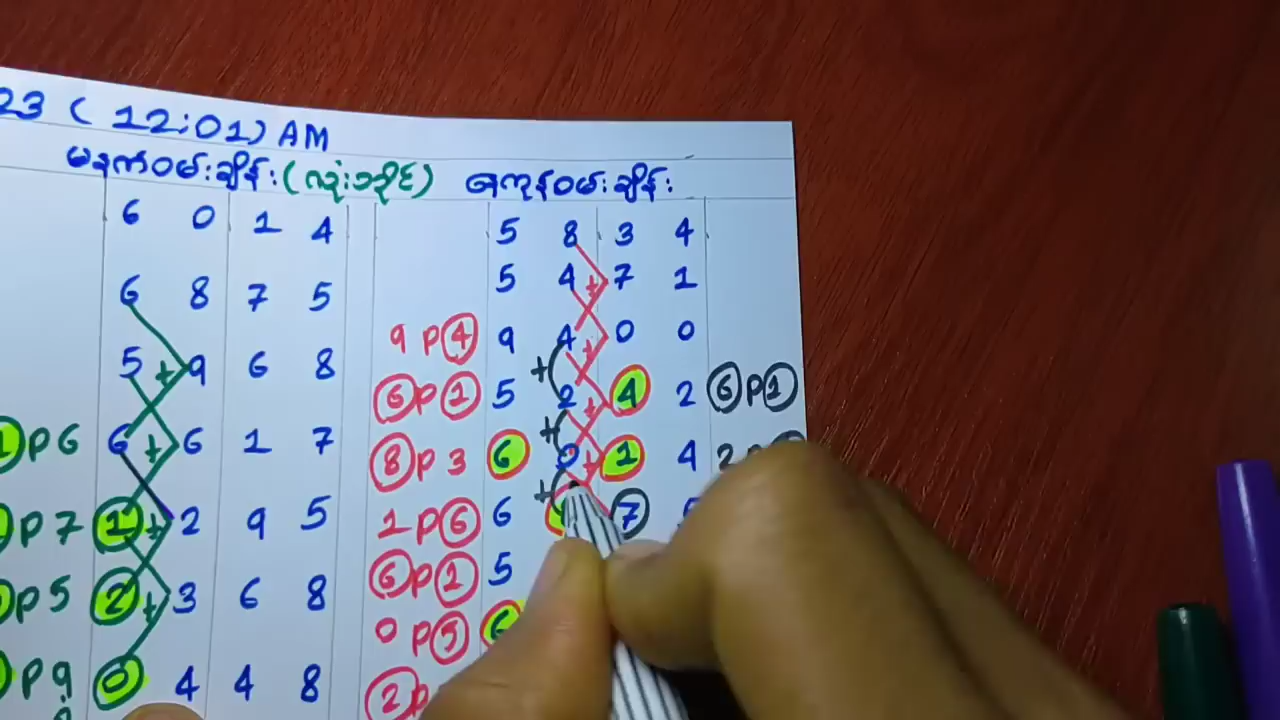 23 ( 12:01) AM
မနက်ဝမ်းချိန်း(လုံးဘိုင်) ညကုန်ဝမ်းချိန်း
6 0 1 4 5 8 3 4
6 8 7 5 5 4 + 7 1
5 + 9 6 8 9 P 4 9 4 + 0 0
6 + 6 1 7 6 P 1 5 + 2 + 4 2 6 P 1
P 6 8 P 3 6 + 0 + 1 4 2
P 7 1 + 2 9 5 1 P 6 6 + 7
P 5 2 + 3 6 8 6 P 1 5
0 P 5 6
P 9 0 4 4 8 2 P